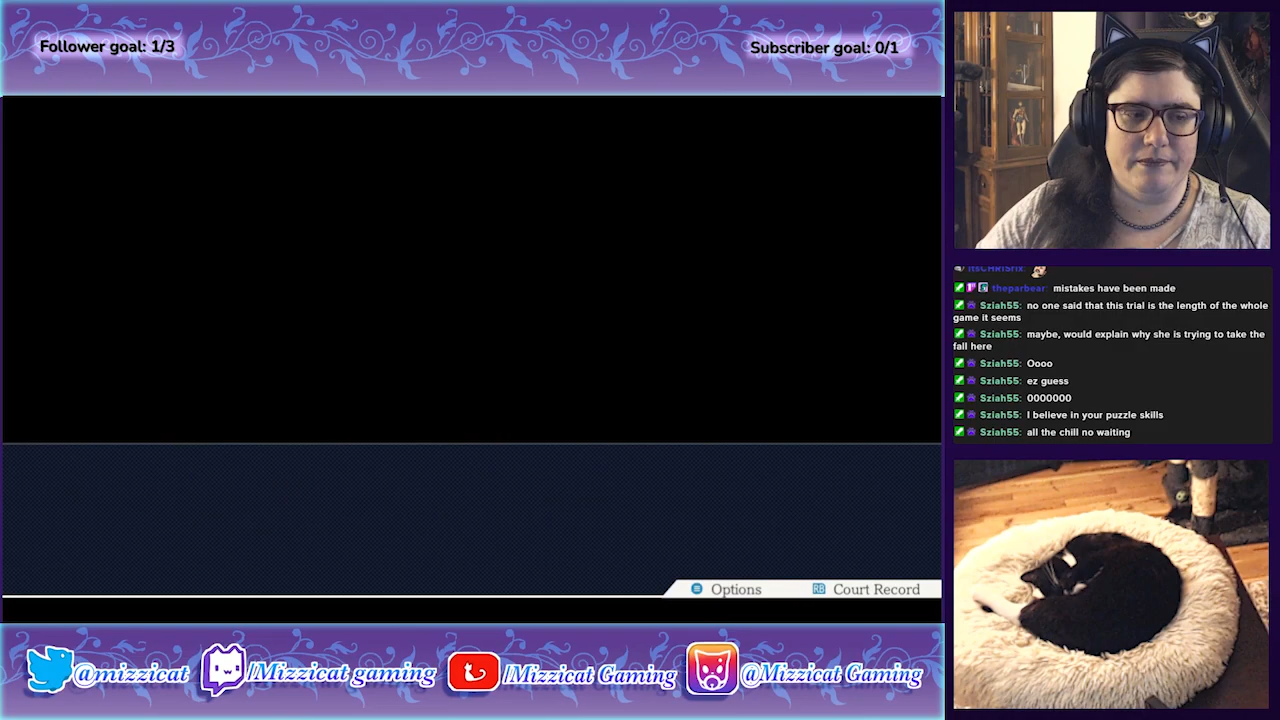 Follower goal: 1/3
Subscriber goal: 0/1
ItsCHRISrix:
theparbear: mistakes have been made
Sziah55: no one said that this trial is the length of the whole
game it seems
Sziah55: maybe, would explain why she is trying to take the
fall here
Sziah55: Oooo
Sziah55: ez guess
Sziah55: 0000000
Sziah55: I believe in your puzzle skills
Sziah55: all the chill no waiting
Options
RB Court Record
@mizzicat
/Mizzicat gaming
/Mizzicat Gaming
@Mizzicat Gaming